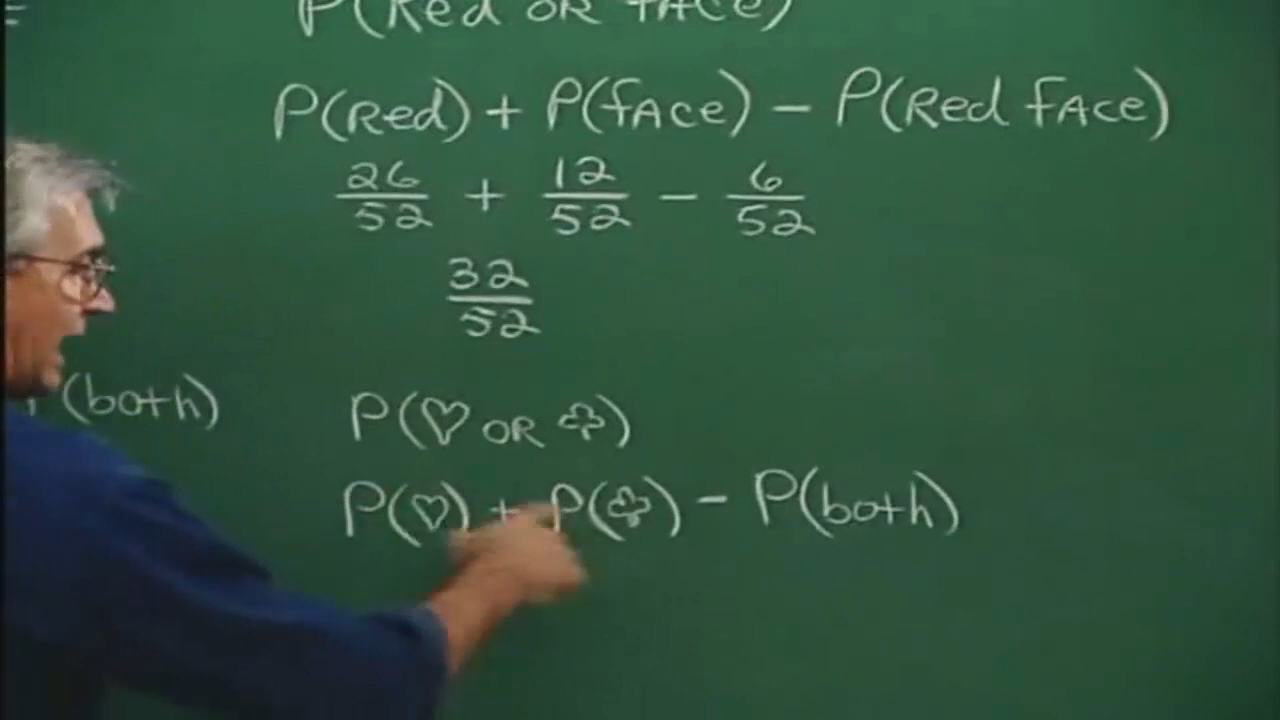 =
P(Red OR FACE)
P(Red) + P(FACE) − P(Red FACE)
26/52 + 12/52 − 6/52
32/52
(both)
P(♡ OR ♧)
P(♡) + P(♧) − P(both)